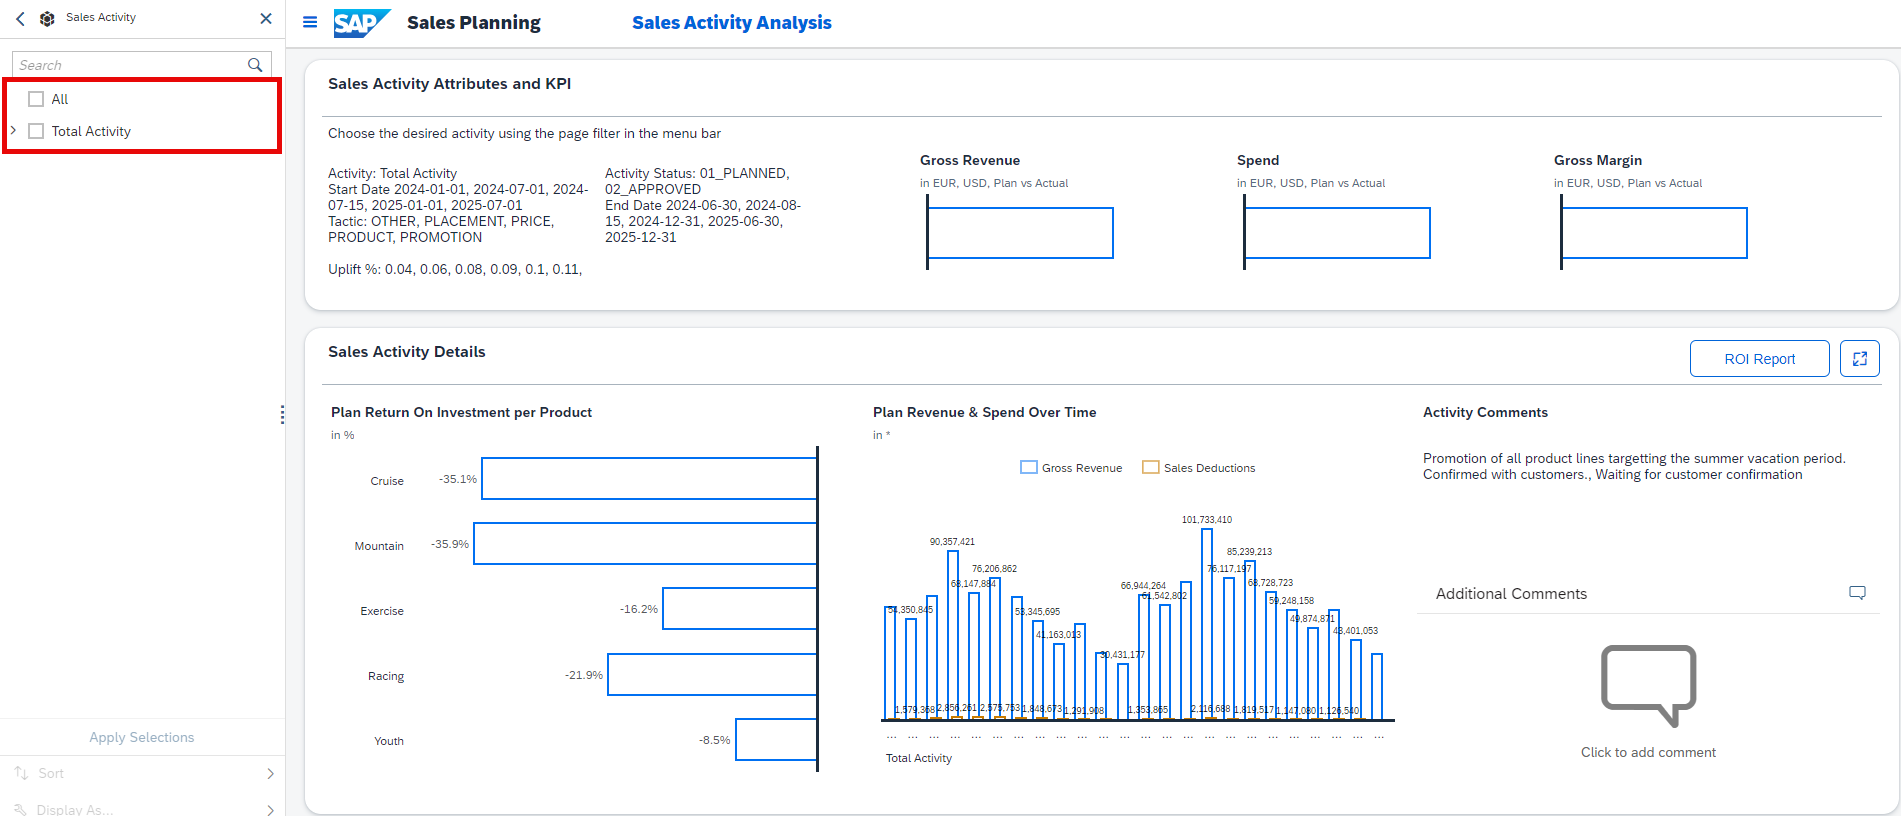 Sales Activity
Search
All
Total Activity
Apply Selections
Sort
Display As...
SAP
Sales Planning
Sales Activity Analysis
Sales Activity Attributes and KPI
Choose the desired activity using the page filter in the menu bar
Activity: Total Activity
Start Date 2024-01-01, 2024-07-01, 2024-
07-15, 2025-01-01, 2025-07-01
Tactic: OTHER, PLACEMENT, PRICE,
PRODUCT, PROMOTION
Uplift %: 0.04, 0.06, 0.08, 0.09, 0.1, 0.11,
Activity Status: 01_PLANNED,
02_APPROVED
End Date 2024-06-30, 2024-08-
15, 2024-12-31, 2025-06-30,
2025-12-31
Gross Revenue
in EUR, USD, Plan vs Actual
Spend
in EUR, USD, Plan vs Actual
Gross Margin
in EUR, USD, Plan vs Actual
Sales Activity Details
ROI Report
Plan Return On Investment per Product
in %
Cruise
-35.1%
Mountain
-35.9%
Exercise
-16.2%
Racing
-21.9%
Youth
-8.5%
Plan Revenue & Spend Over Time
in *
Gross Revenue
Sales Deductions
101,733,410
90,357,421
85,239,213
76,206,862
76,117,197
68,147,884
66,944,264
68,728,723
61,542,802
59,248,158
54,350,845
53,345,695
49,874,871
41,163,013
43,401,053
30,431,177
1,579,368
2,856,261
2,575,753
1,848,673
1,291,908
1,353,865
2,116,688
1,819,517
1,147,080
1,126,540
... ... ... ... ... ... ... ... ... ... ... ... ... ... ... ... ... ... ... ... ... ... ... ...
Total Activity
Activity Comments
Promotion of all product lines targetting the summer vacation period.
Confirmed with customers., Waiting for customer confirmation
Additional Comments
Click to add comment